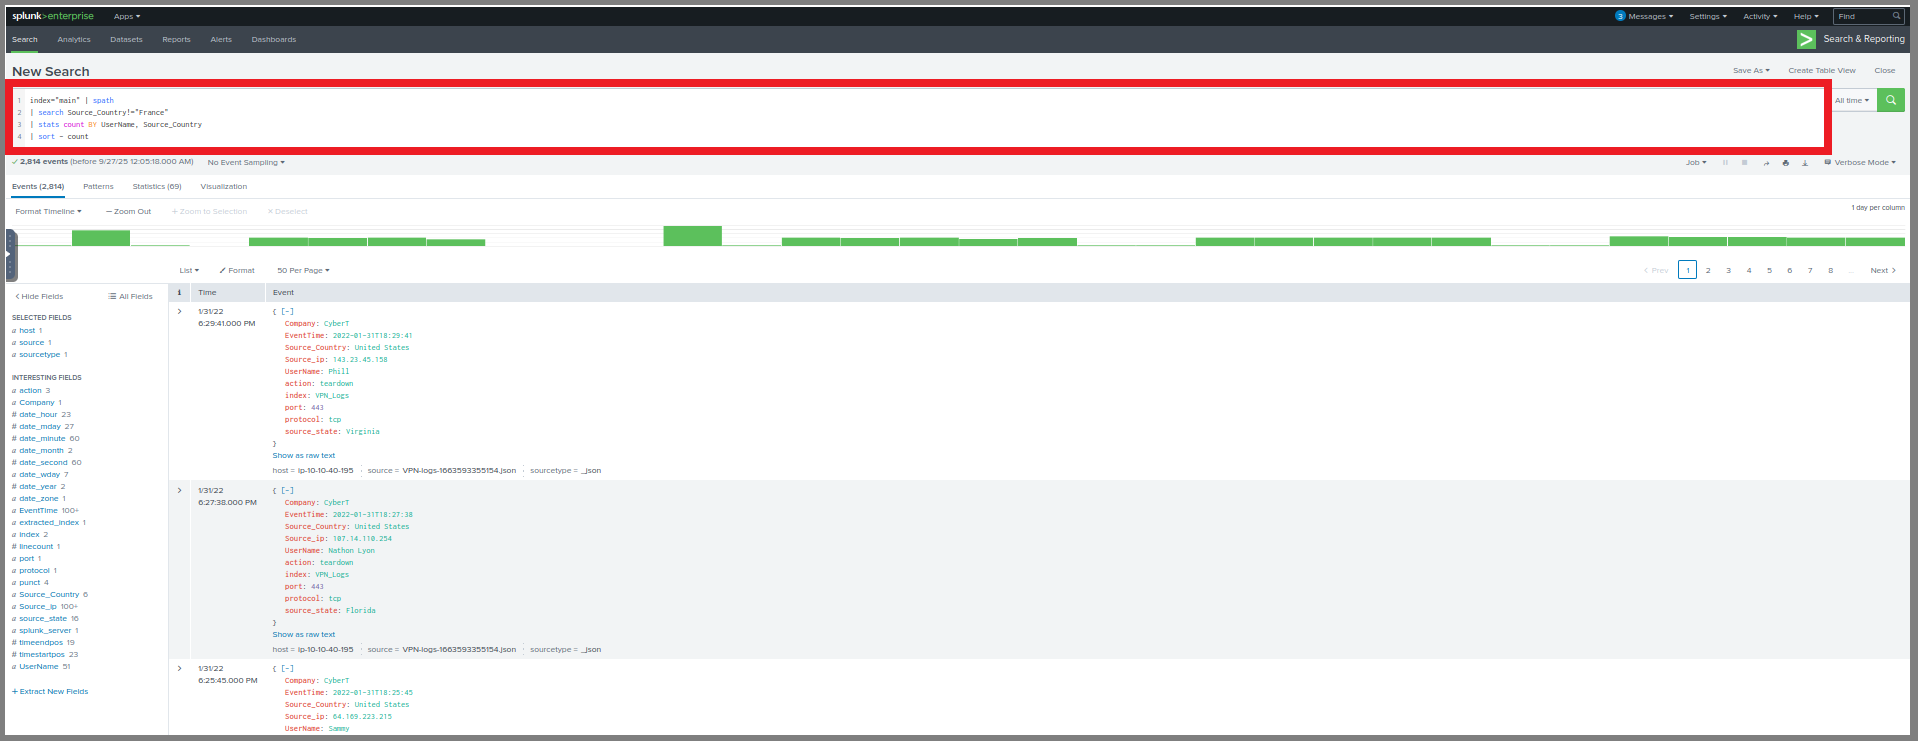 splunk>enterprise Apps 3 Messages Settings Activity Help Find
Search Analytics Datasets Reports Alerts Dashboards Search & Reporting
New Search Save As Create Table View Close
1 index="main" | spath All time
2 | search Source_Country!="France"
3 | stats count BY UserName, Source_Country
4 | sort - count
2,814 events (before 9/27/25 12:05:18.000 AM) No Event Sampling Job Verbose Mode
Events (2,814) Patterns Statistics (69) Visualization
Format Timeline — Zoom Out + Zoom to Selection × Deselect 1 day per column
List Format 50 Per Page < Prev 1 2 3 4 5 6 7 8 ... Next >
< Hide Fields All Fields
SELECTED FIELDS
a host 1
a source 1
a sourcetype 1
INTERESTING FIELDS
a action 3
a Company 1
# date_hour 23
# date_mday 27
# date_minute 60
a date_month 2
# date_second 60
a date_wday 7
# date_year 2
a date_zone 1
a EventTime 100+
a extracted_index 1
a index 2
# linecount 1
a port 1
a protocol 1
a punct 4
a Source_Country 6
a Source_ip 100+
a source_state 16
a splunk_server 1
# timeendpos 19
# timestartpos 23
a UserName 51
+ Extract New Fields
i Time Event
> 1/31/22 { [-]
6:29:41.000 PM Company: CyberT
EventTime: 2022-01-31T18:29:41
Source_Country: United States
Source_ip: 143.23.45.158
UserName: Phill
action: teardown
index: VPN_Logs
port: 443
protocol: tcp
source_state: Virginia
}
Show as raw text
host = ip-10-10-40-195 source = VPN-logs-1663593355154.json sourcetype = _json
> 1/31/22 { [-]
6:27:38.000 PM Company: CyberT
EventTime: 2022-01-31T18:27:38
Source_Country: United States
Source_ip: 107.14.110.254
UserName: Nathon Lyon
action: teardown
index: VPN_Logs
port: 443
protocol: tcp
source_state: Florida
}
Show as raw text
host = ip-10-10-40-195 source = VPN-logs-1663593355154.json sourcetype = _json
> 1/31/22 { [-]
6:25:45.000 PM Company: CyberT
EventTime: 2022-01-31T18:25:45
Source_Country: United States
Source_ip: 64.169.223.215
UserName: Sammy